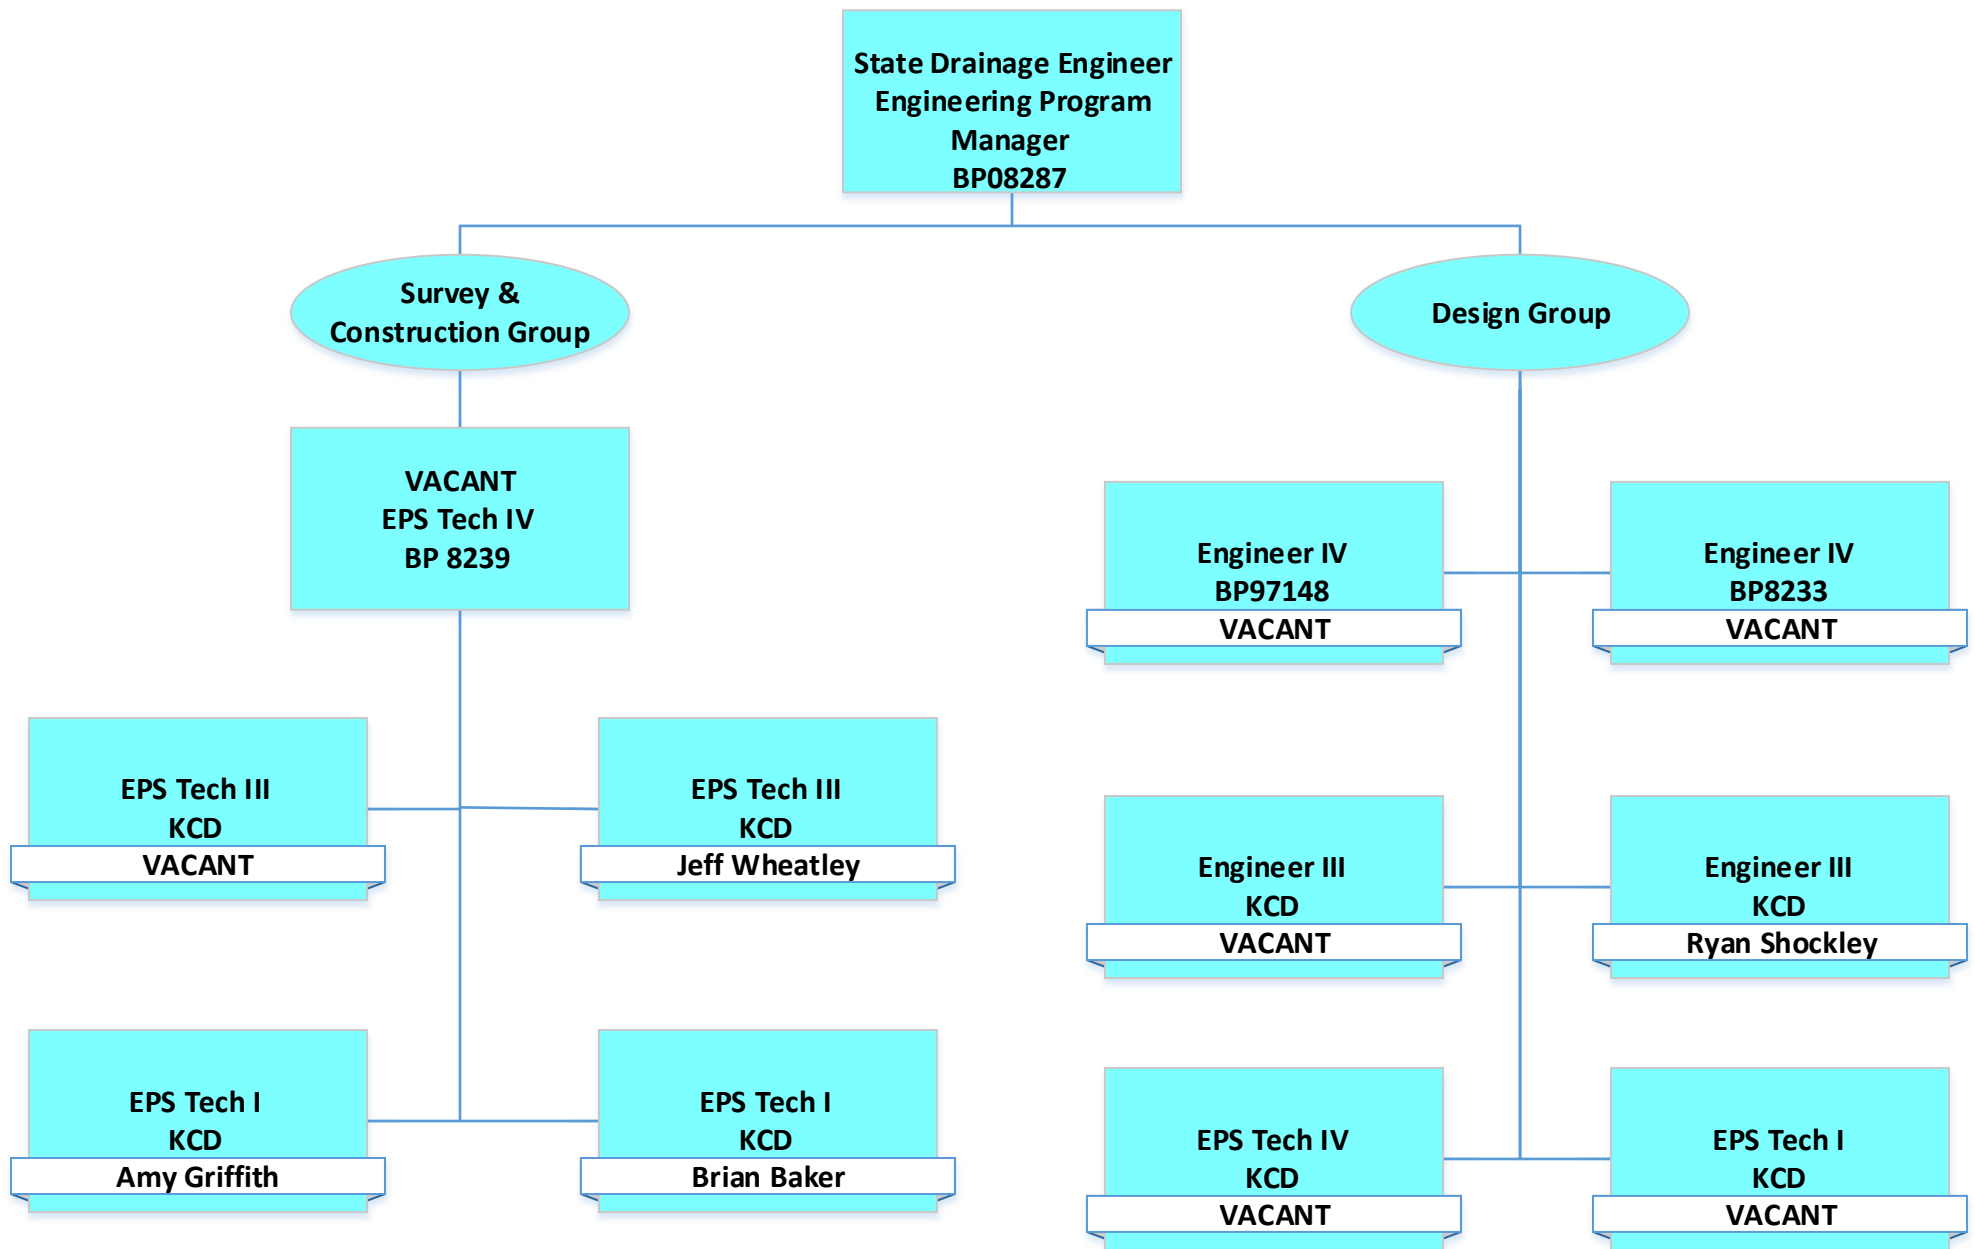 State Drainage Engineer
Engineering Program
Manager
BP08287
Survey &
Construction Group
Design Group
VACANT
EPS Tech IV
BP 8239
Engineer IV
BP97148
VACANT
Engineer IV
BP8233
VACANT
EPS Tech III
KCD
VACANT
EPS Tech III
KCD
Jeff Wheatley
Engineer III
KCD
VACANT
Engineer III
KCD
Ryan Shockley
EPS Tech I
KCD
Amy Griffith
EPS Tech I
KCD
Brian Baker
EPS Tech IV
KCD
VACANT
EPS Tech I
KCD
VACANT